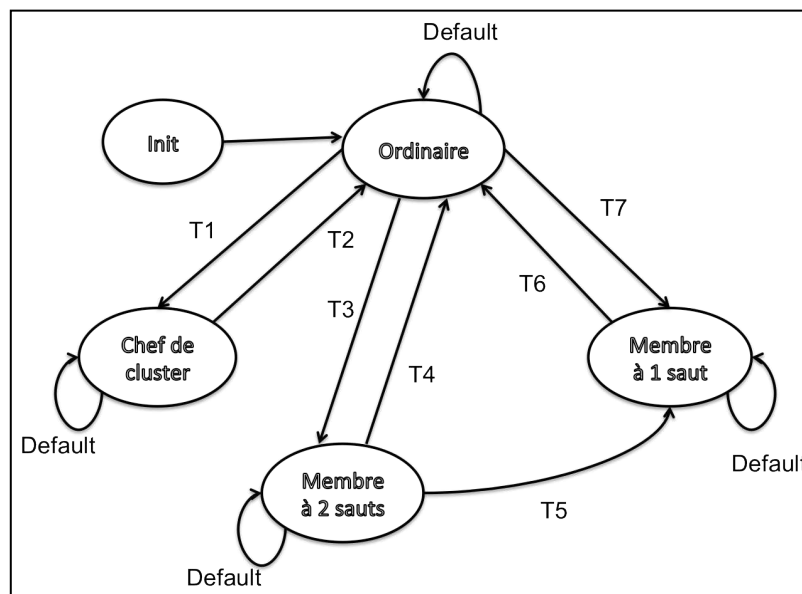 Default
Init
Ordinaire
T1
T2
T7
T3
T6
T4
Chef de
cluster
Membre
à 1 saut
Default
Default
Membre
à 2 sauts
T5
Default